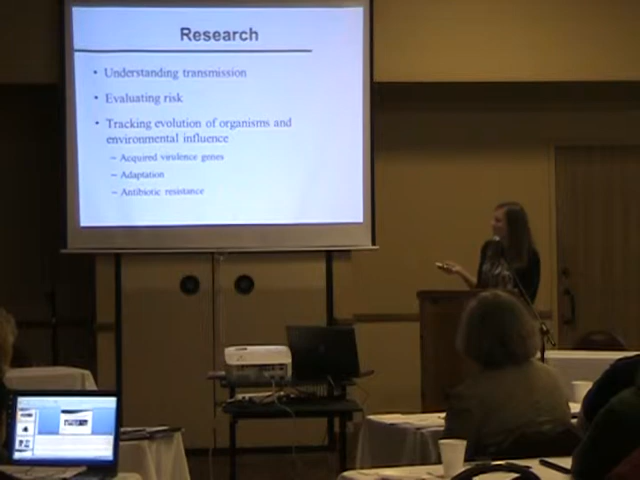 Research
• Understanding transmission
• Evaluating risk
• Tracking evolution of organisms and
environmental influence
– Acquired virulence genes
– Adaptation
– Antibiotic resistance